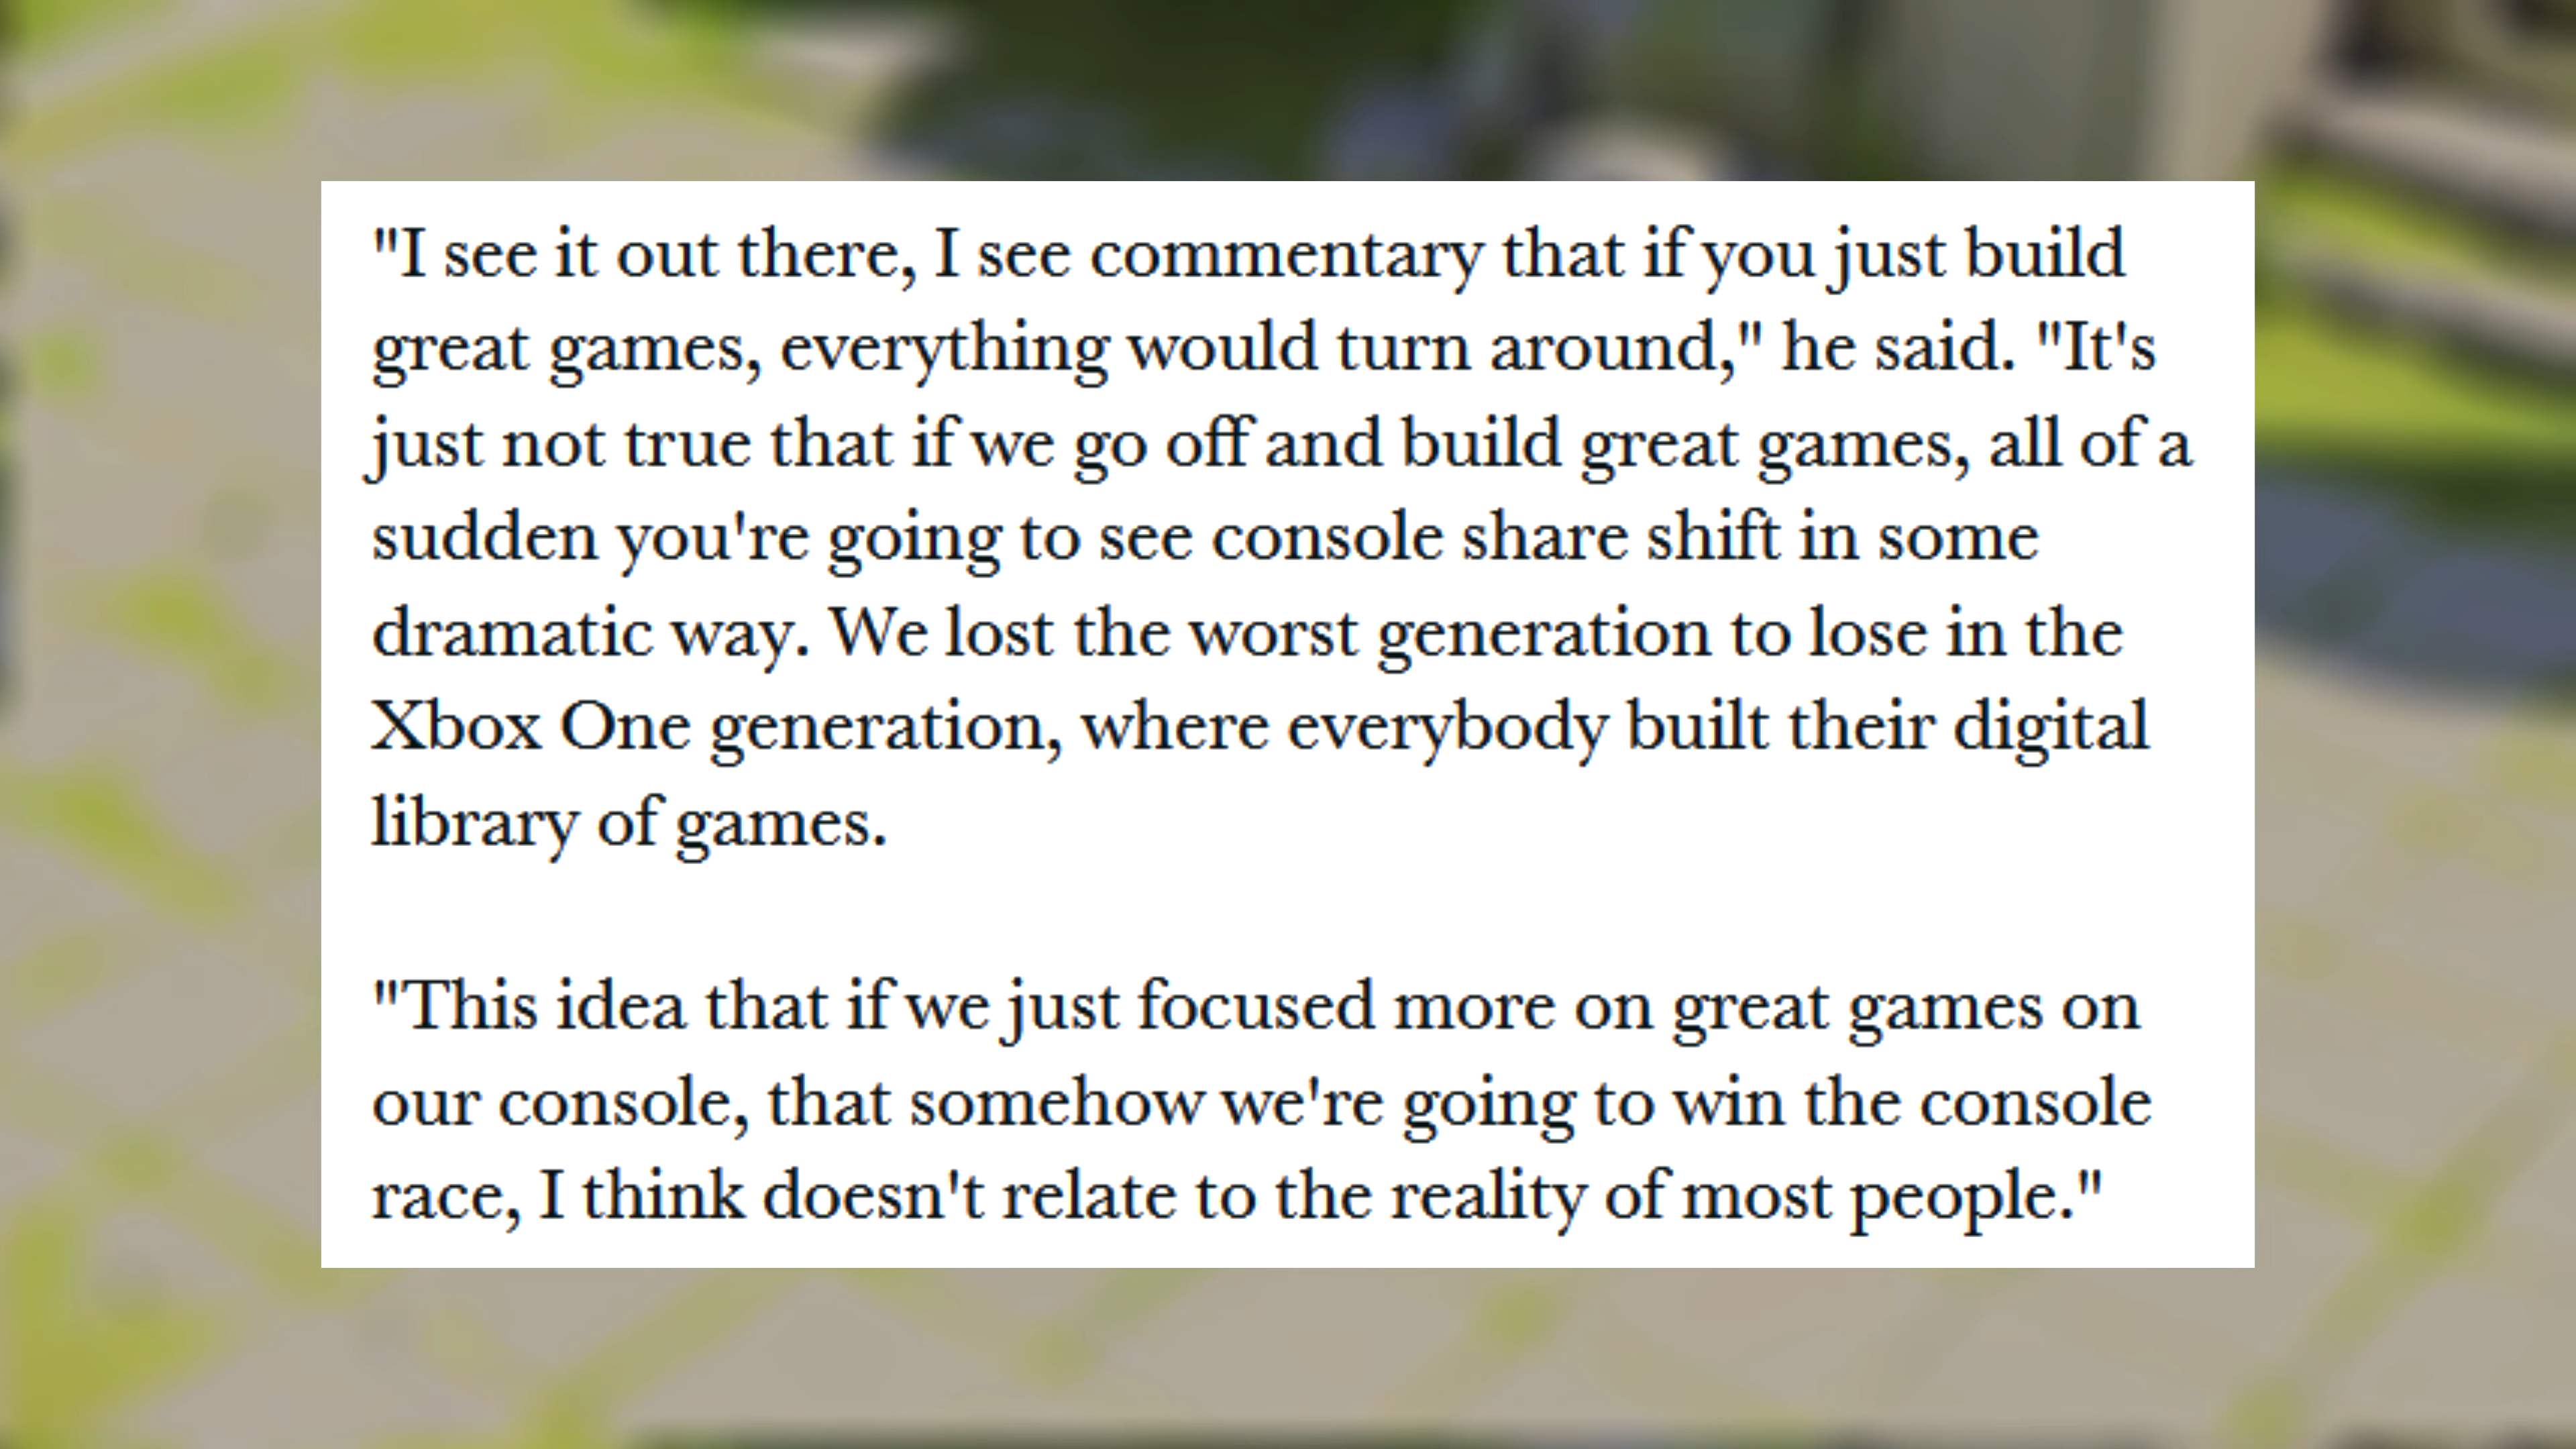 "I see it out there, I see commentary that if you just build
great games, everything would turn around," he said. "It's
just not true that if we go off and build great games, all of a
sudden you're going to see console share shift in some
dramatic way. We lost the worst generation to lose in the
Xbox One generation, where everybody built their digital
library of games.
"This idea that if we just focused more on great games on
our console, that somehow we're going to win the console
race, I think doesn't relate to the reality of most people."